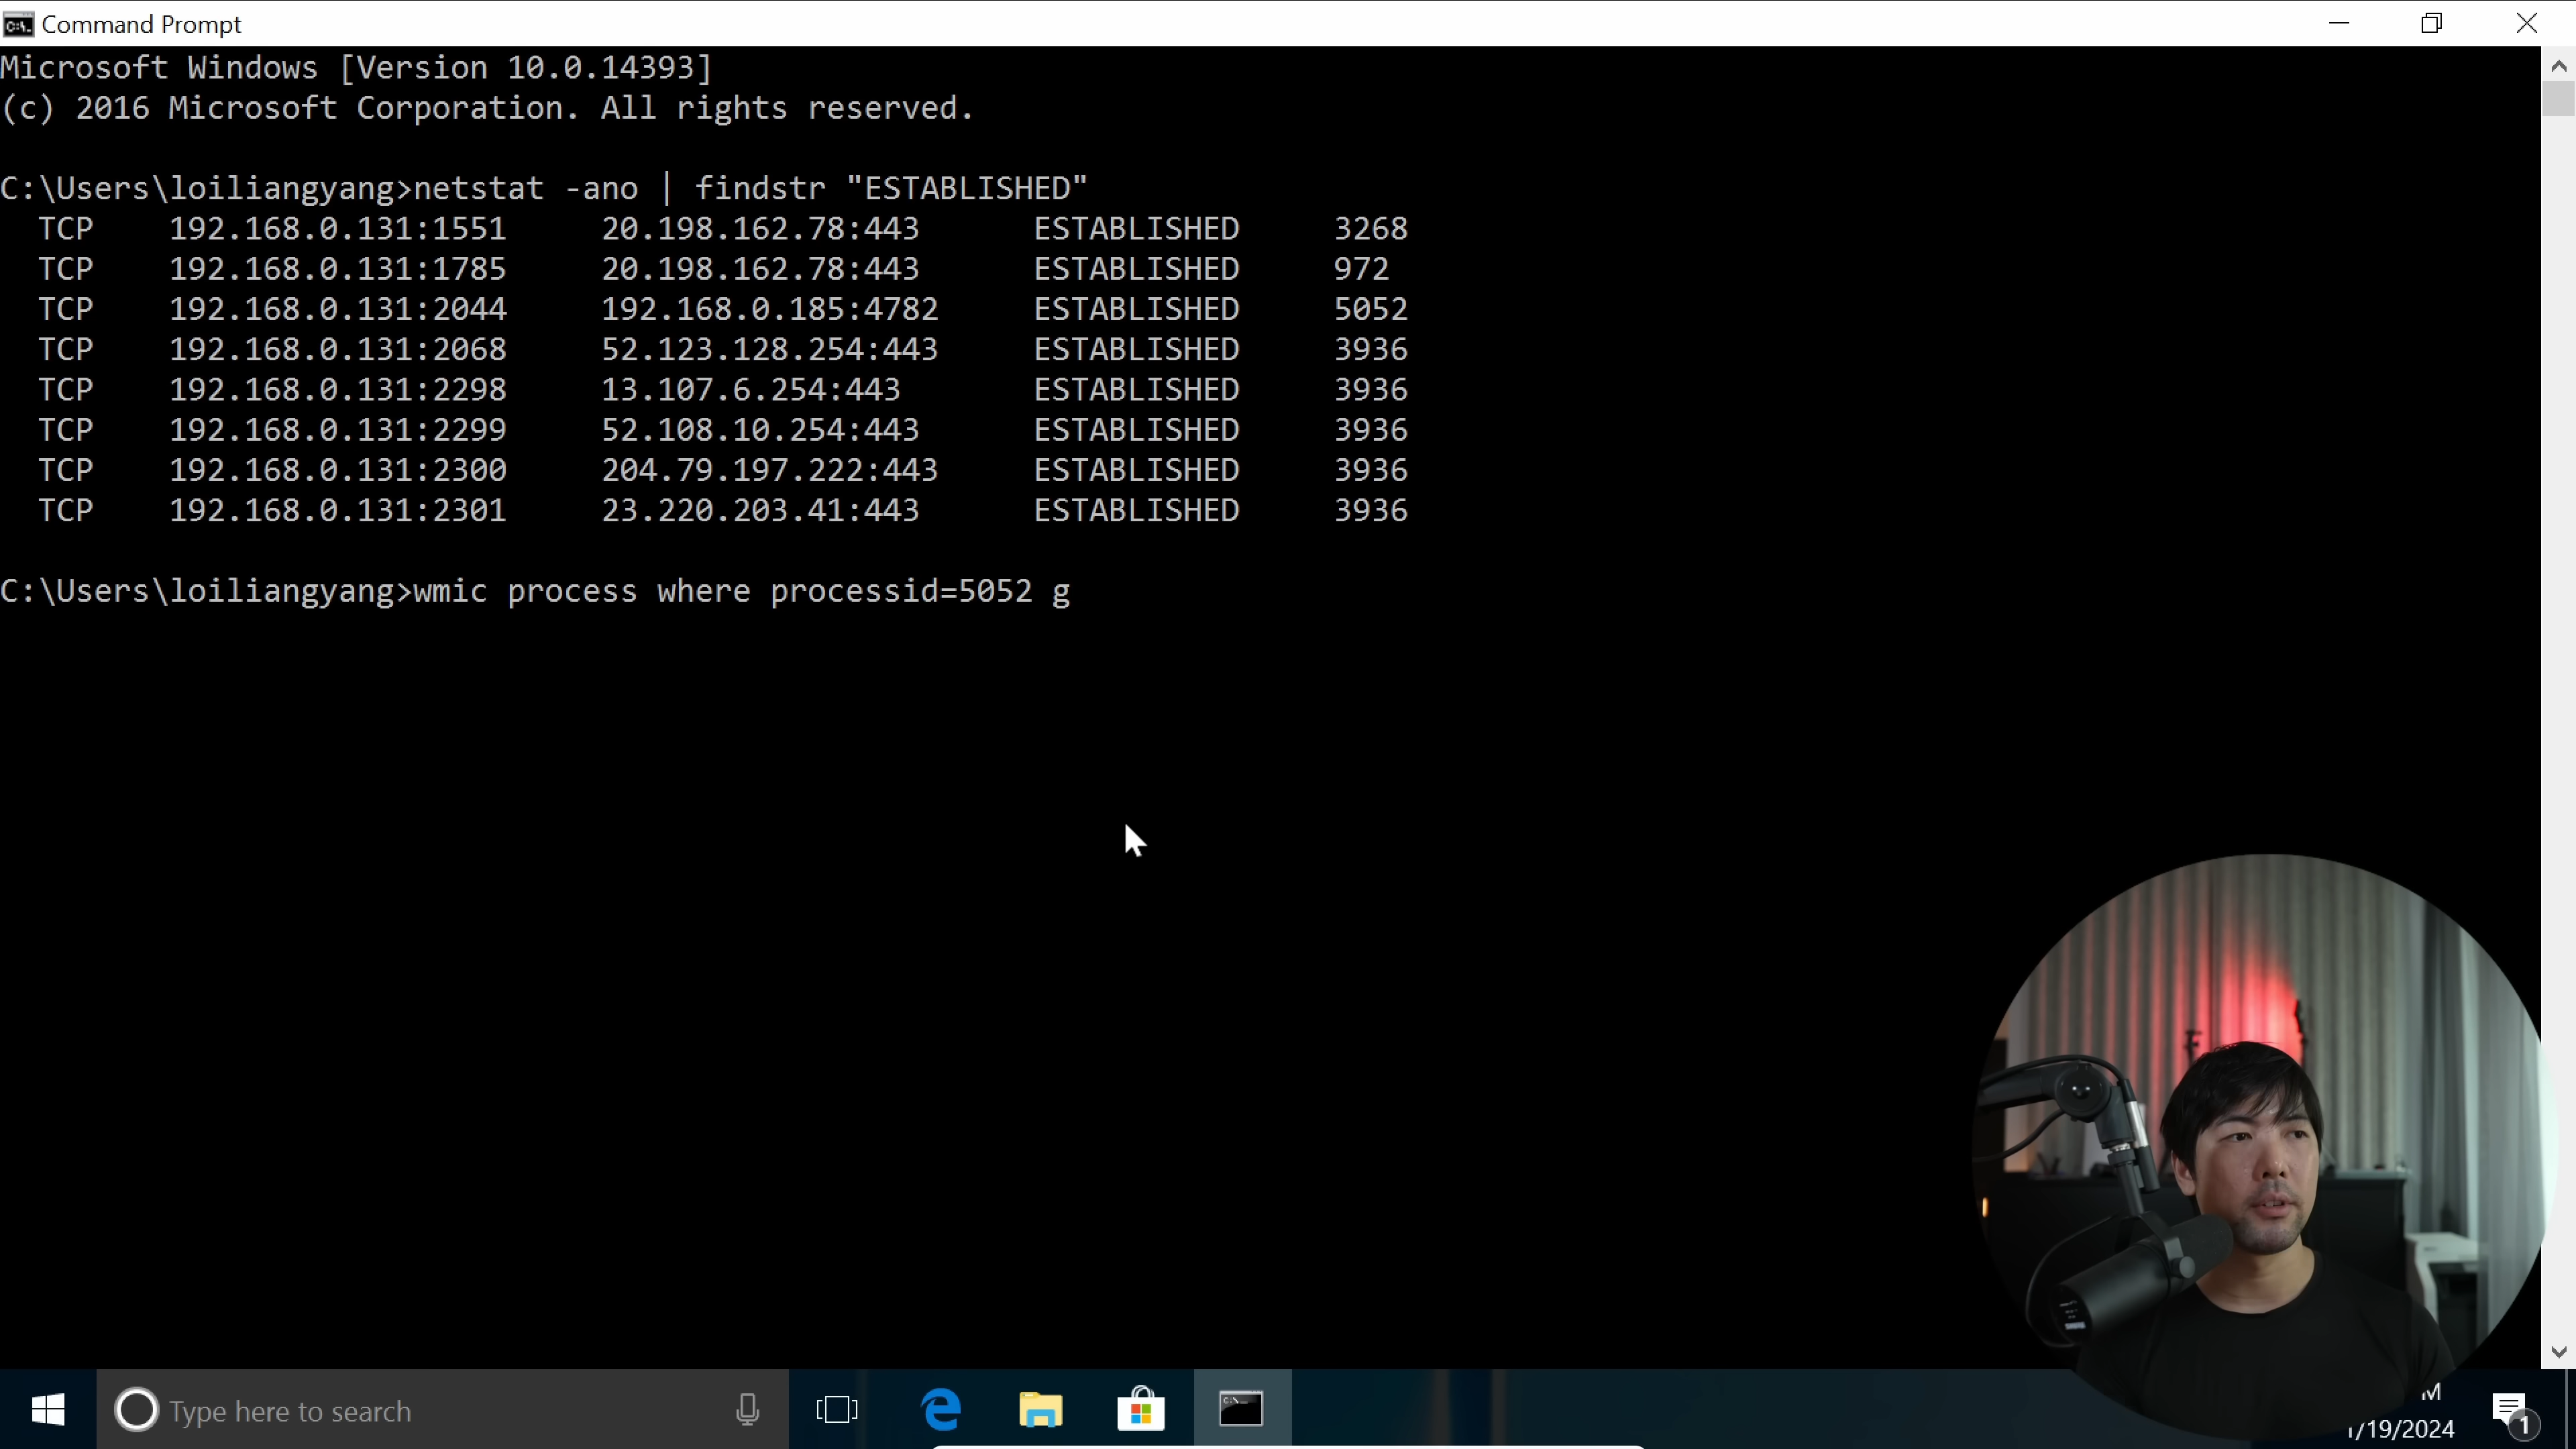 Command Prompt
Microsoft Windows [Version 10.0.14393]
(c) 2016 Microsoft Corporation. All rights reserved.
C:\Users\loiliangyang>netstat -ano | findstr "ESTABLISHED"
TCP 192.168.0.131:1551 20.198.162.78:443 ESTABLISHED 3268
TCP 192.168.0.131:1785 20.198.162.78:443 ESTABLISHED 972
TCP 192.168.0.131:2044 192.168.0.185:4782 ESTABLISHED 5052
TCP 192.168.0.131:2068 52.123.128.254:443 ESTABLISHED 3936
TCP 192.168.0.131:2298 13.107.6.254:443 ESTABLISHED 3936
TCP 192.168.0.131:2299 52.108.10.254:443 ESTABLISHED 3936
TCP 192.168.0.131:2300 204.79.197.222:443 ESTABLISHED 3936
TCP 192.168.0.131:2301 23.220.203.41:443 ESTABLISHED 3936
C:\Users\loiliangyang>wmic process where processid=5052 g
Type here to search
M
/19/2024
1